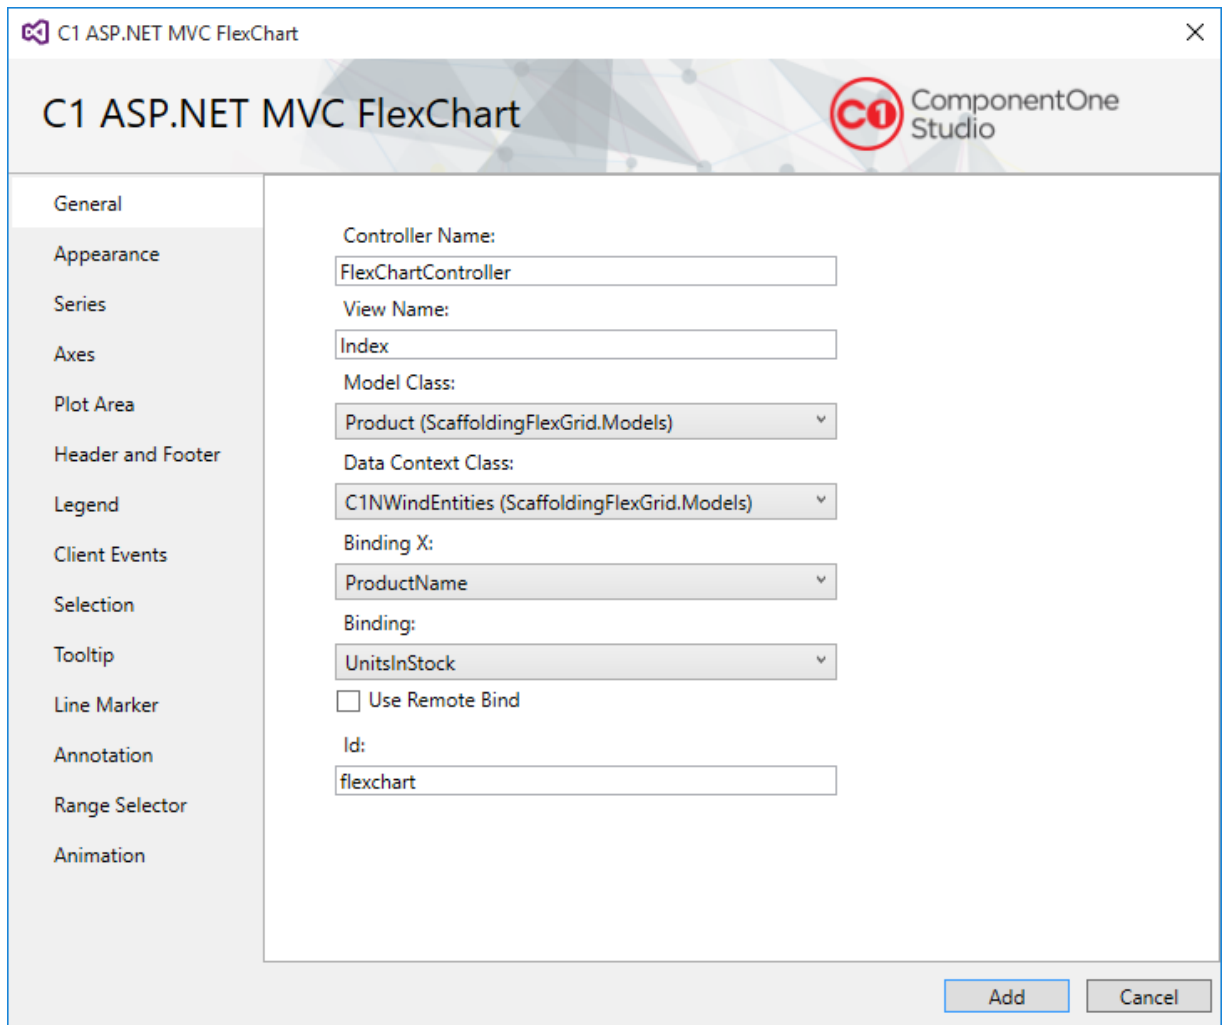 C1 ASP.NET MVC FlexChart
C1 ASP.NET MVC FlexChart
C1 ComponentOne
Studio
General
Appearance
Series
Axes
Plot Area
Header and Footer
Legend
Client Events
Selection
Tooltip
Line Marker
Annotation
Range Selector
Animation
Controller Name:
FlexChartController
View Name:
Index
Model Class:
Product (ScaffoldingFlexGrid.Models)
Data Context Class:
C1NWindEntities (ScaffoldingFlexGrid.Models)
Binding X:
ProductName
Binding:
UnitsInStock
Use Remote Bind
Id:
flexchart
Add
Cancel